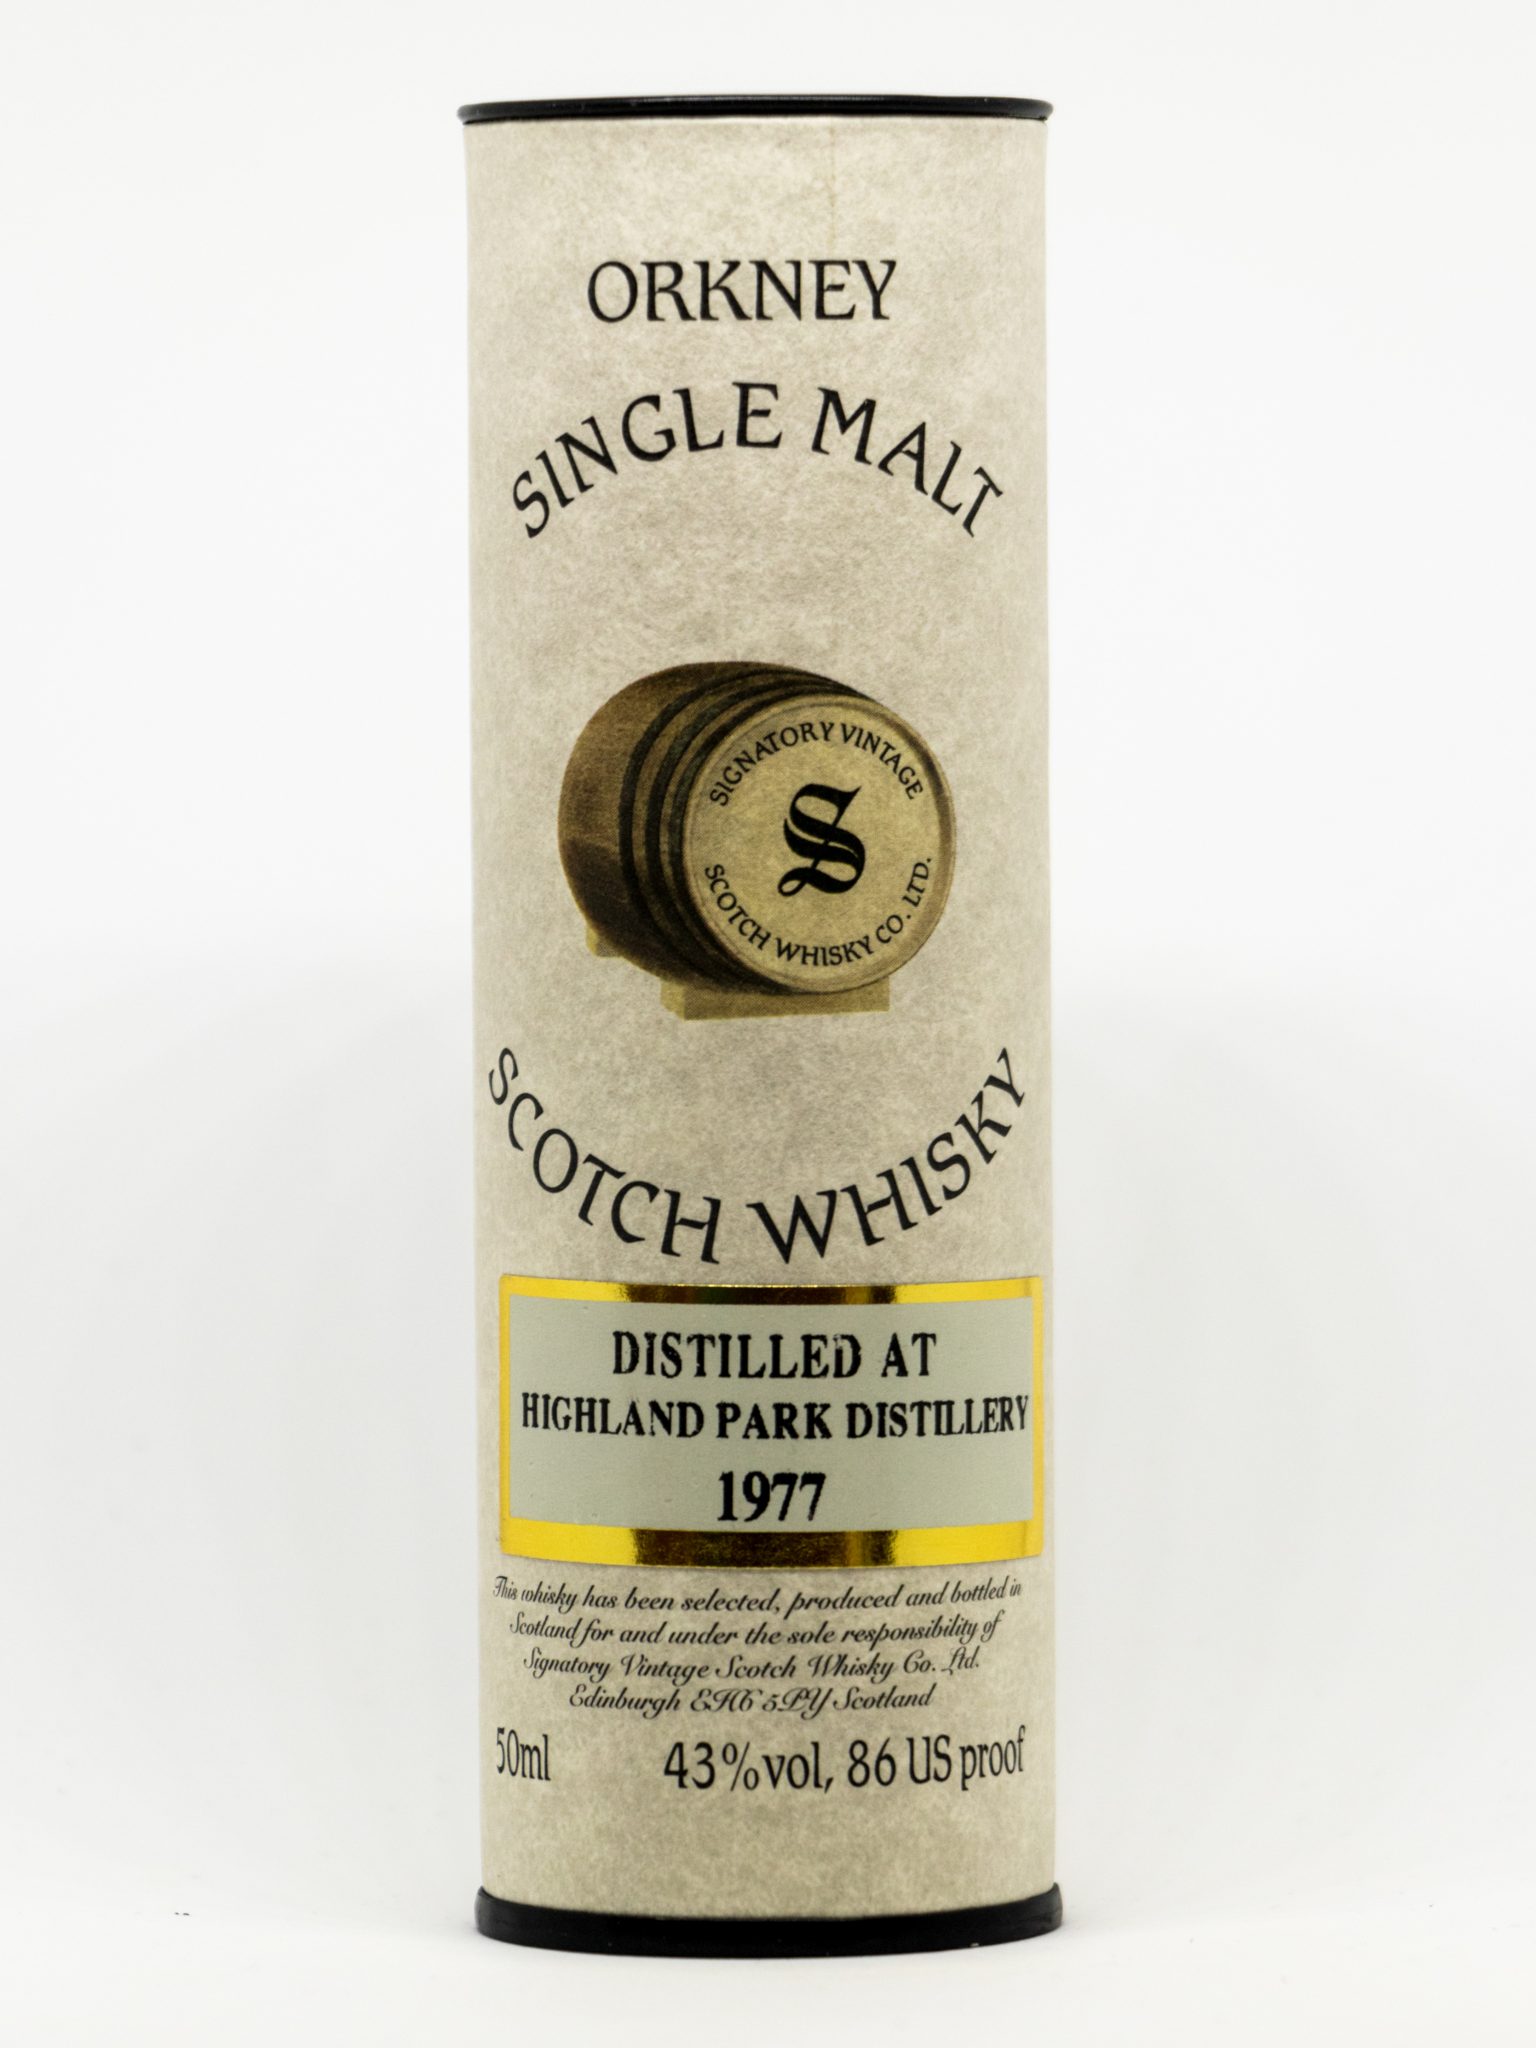 ORKNEY
SINGLE MALT
SIGNATORY VINTAGE
S
SCOTCH WHISKY CO. LTD.
SCOTCH WHISKY
DISTILLED AT
HIGHLAND PARK DISTILLERY
1977
This whisky has been selected, produced and bottled in
Scotland for and under the sole responsibility of
Signatory Vintage Scotch Whisky Co. Ltd.
Edinburgh EH6 5PY Scotland
50ml 43%vol, 86 US proof